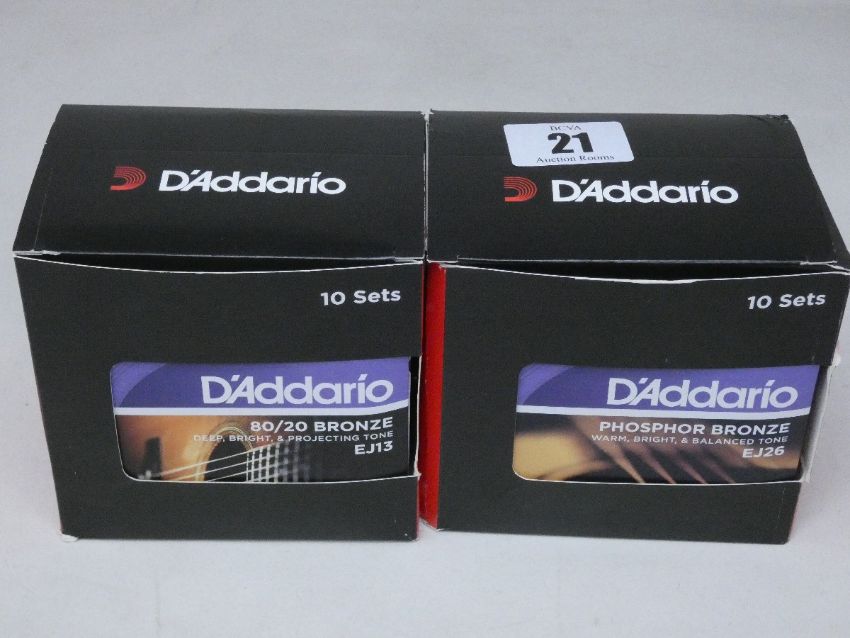 D'Addario
10 Sets
D'Addario
80/20 BRONZE
DEEP, BRIGHT, & PROJECTING TONE
EJ13
BCVA
21
Auction Rooms
D'Addario
10 Sets
D'Addario
PHOSPHOR BRONZE
WARM, BRIGHT, & BALANCED TONE
EJ26